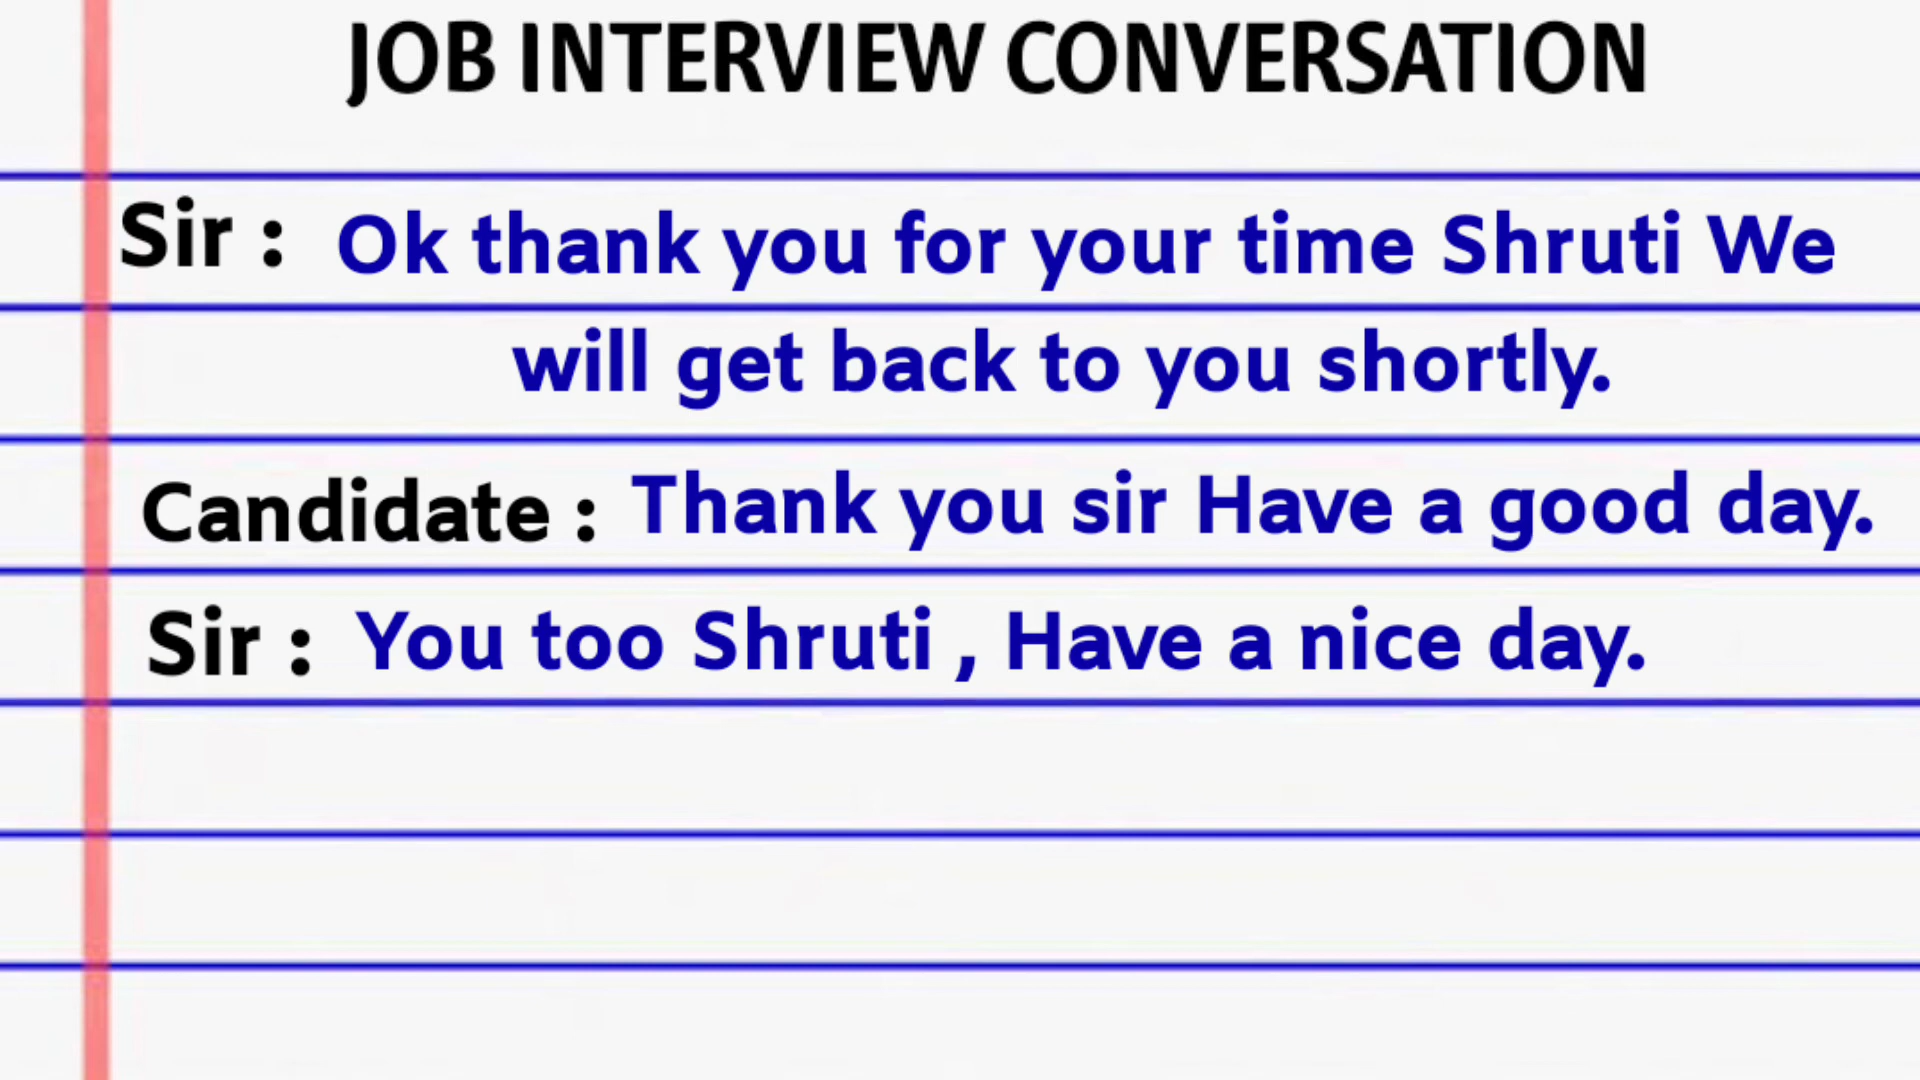 JOB INTERVIEW CONVERSATION
Sir : Ok thank you for your time Shruti We
will get back to you shortly.
Candidate : Thank you sir Have a good day.
Sir : You too Shruti , Have a nice day.